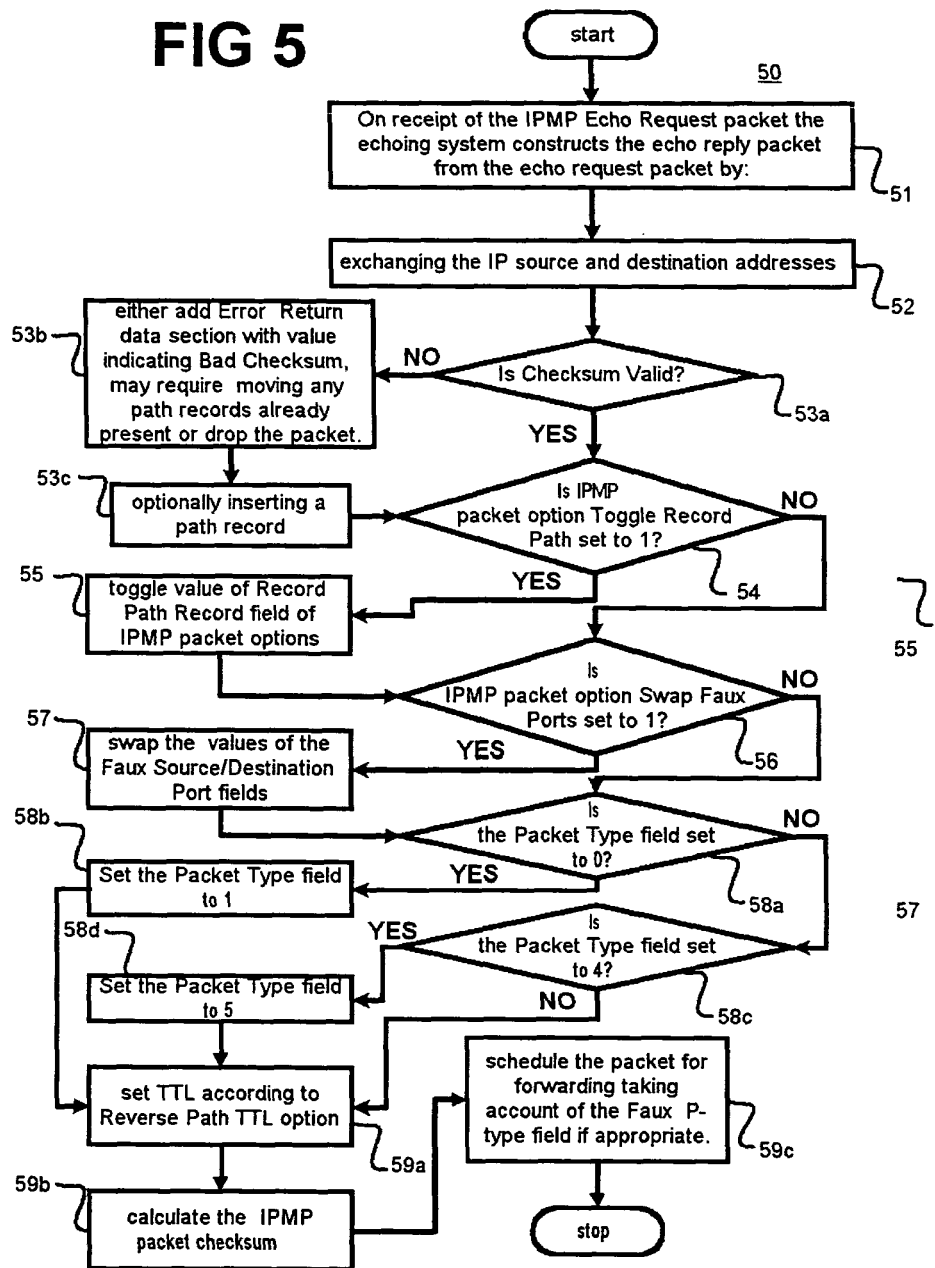 FIG 5
start
50
On receipt of the IPMP Echo Request packet the
echoing system constructs the echo reply packet
from the echo request packet by:
51
exchanging the IP source and destination addresses
52
53b
either add Error Return
data section with value
indicating Bad Checksum,
may require moving any
path records already
present or drop the packet.
NO
Is Checksum Valid?
53a
YES
53c
optionally inserting a
path record
Is IPMP
packet option Toggle Record
Path set to 1?
NO
54
YES
55
toggle value of Record
Path Record field of
IPMP packet options
55
Is
IPMP packet option Swap Faux
Ports set to 1?
NO
56
YES
57
swap the values of the
Faux Source/Destination
Port fields
Is
the Packet Type field set
to 0?
NO
58a
YES
58b
Set the Packet Type field
to 1
57
Is
the Packet Type field set
to 4?
YES
58c
NO
58d
Set the Packet Type field
to 5
set TTL according to
Reverse Path TTL option
59a
59b
calculate the IPMP
packet checksum
schedule the packet for
forwarding taking
account of the Faux P-
type field if appropriate.
59c
stop